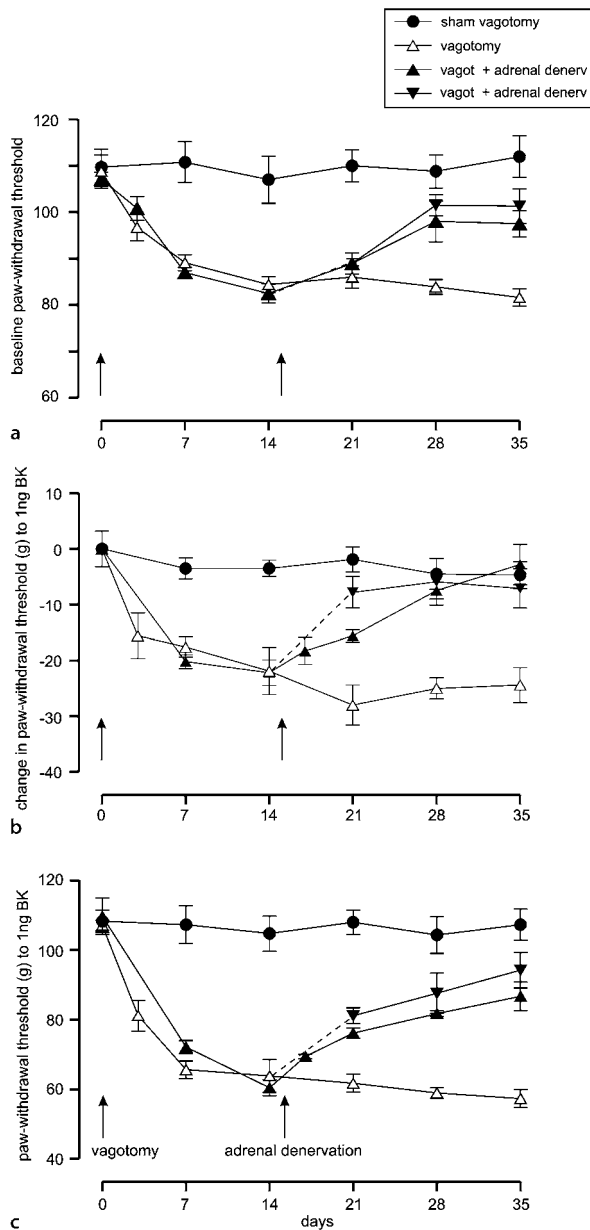 sham vagotomy
vagotomy
vagot + adrenal denerv
vagot + adrenal denerv
120
100
80
60
baseline paw-withdrawal threshold
a
0 7 14 21 28 35
10
0
-10
-20
-30
-40
change in paw-withdrawal threshold (g) to 1ng BK
b
0 7 14 21 28 35
120
100
80
60
40
paw-withdrawal threshold (g) to 1ng BK
vagotomy adrenal denervation
c
0 7 14 21 28 35
days